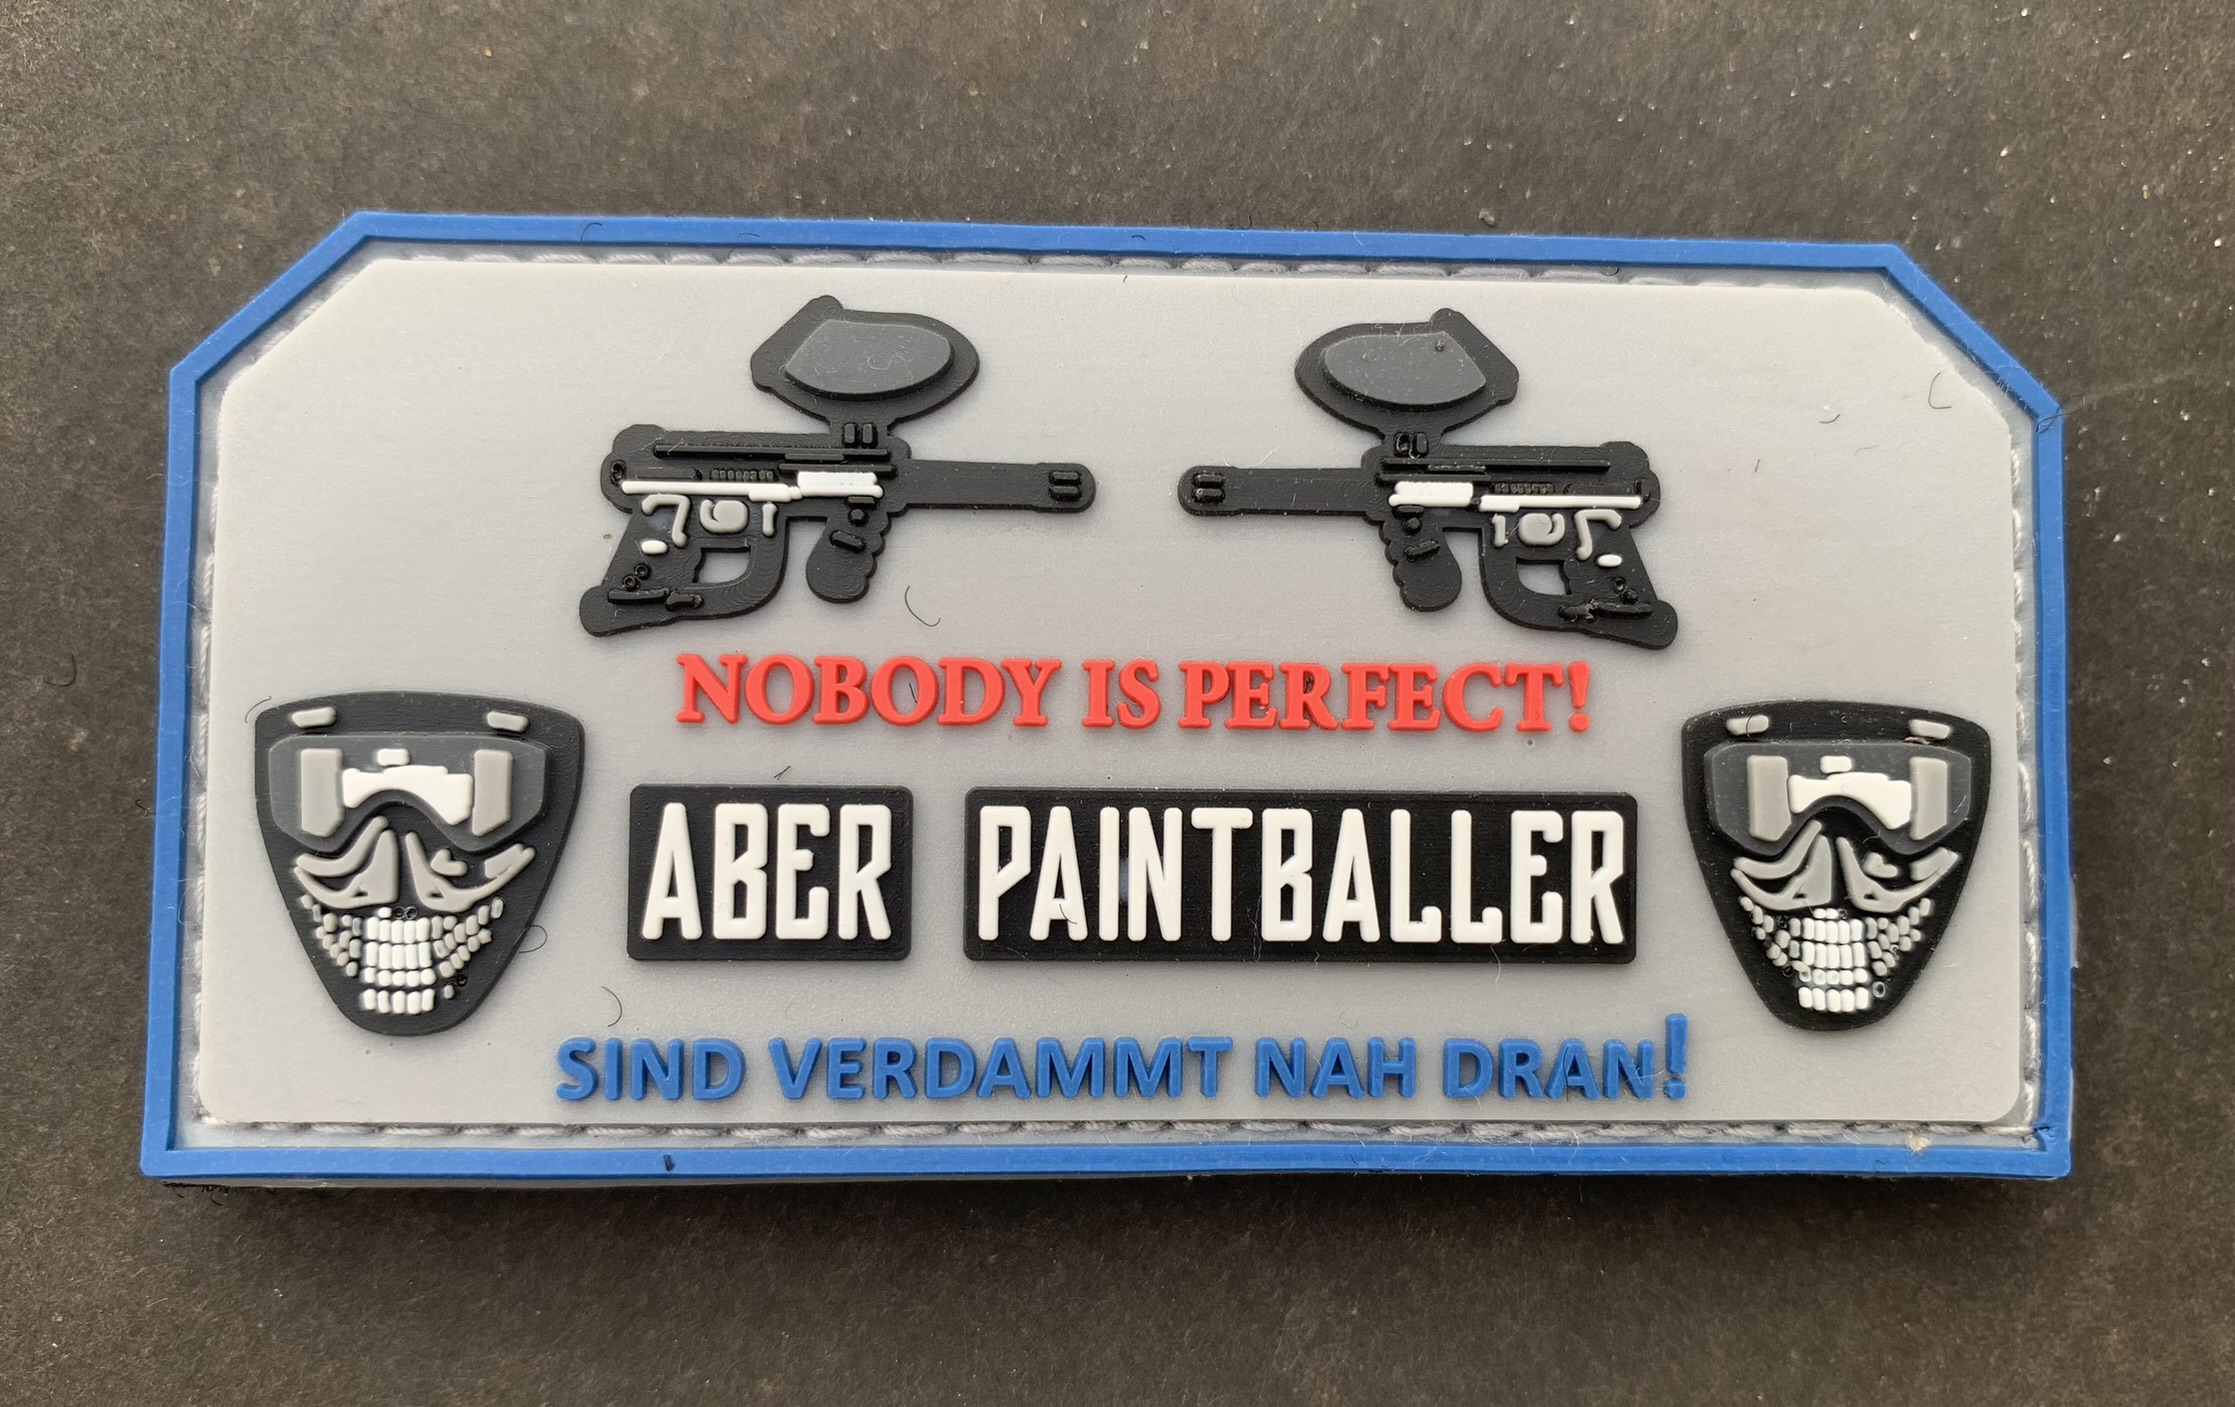 NOBODY IS PERFECT!
ABER PAINTBALLER
SIND VERDAMMT NAH DRAN!